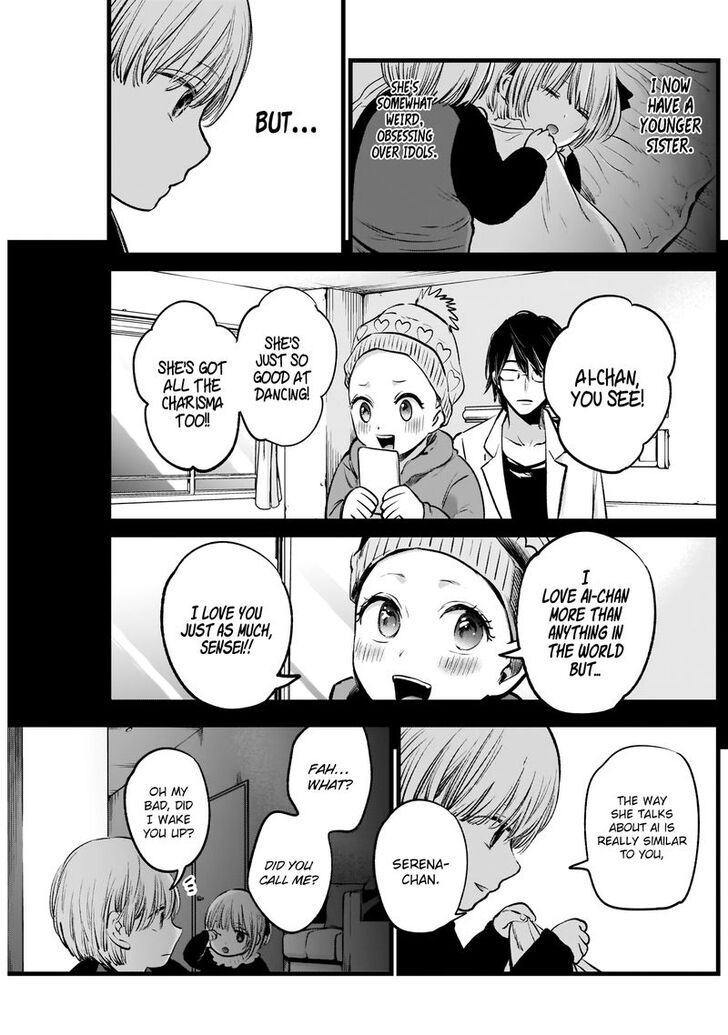 I NOW
HAVE A
YOUNGER
SISTER.
SHE'S
SOMEWHAT
WEIRD,
OBSESSING
OVER IDOLS.
BUT...
AI-CHAN,
YOU SEE!
SHE'S
JUST SO
GOOD AT
DANCING!
SHE'S GOT
ALL THE
CHARISMA
TOO!!
I
LOVE AI-CHAN
MORE THAN
ANYTHING IN
THE WORLD
BUT...
I LOVE YOU
JUST AS MUCH,
SENSEI!!
THE WAY
SHE TALKS
ABOUT AI IS
REALLY SIMILAR
TO YOU,
SERENA-
CHAN.
FAH...
WHAT?
DID YOU
CALL ME?
OH MY
BAD, DID
I WAKE
YOU UP?